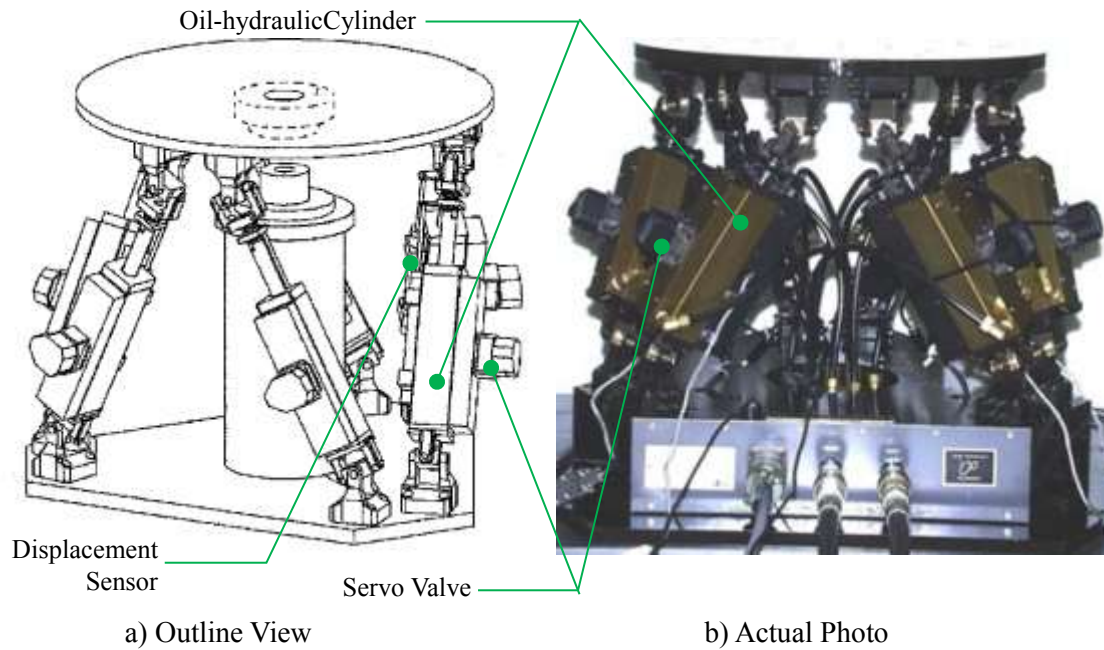 Oil-hydraulicCylinder
Displacement
Sensor
Servo Valve
a) Outline View
b) Actual Photo